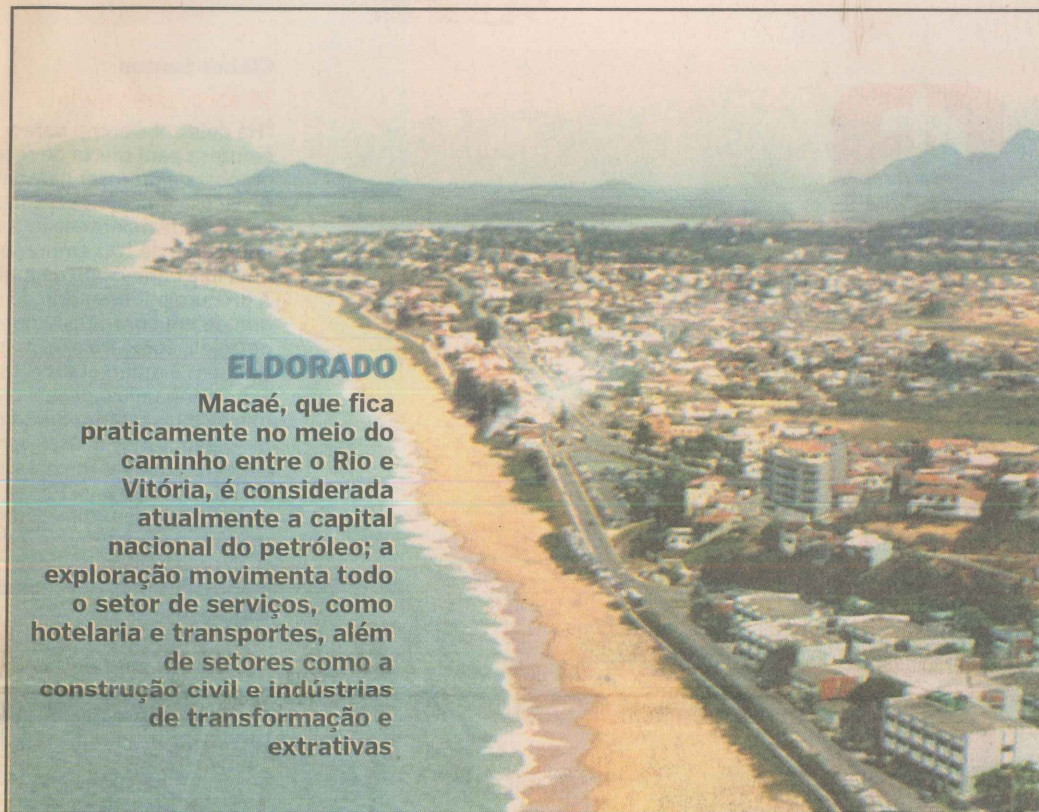 ELDORADO
Macaé, que fica
praticamente no meio do
caminho entre o Rio e
Vitória, é considerada
atualmente a capital
nacional do petróleo; a
exploração movimenta todo
o setor de serviços, como
hotelaria e transportes, além
de setores como a
construção civil e indústrias
de transformação e
extrativas